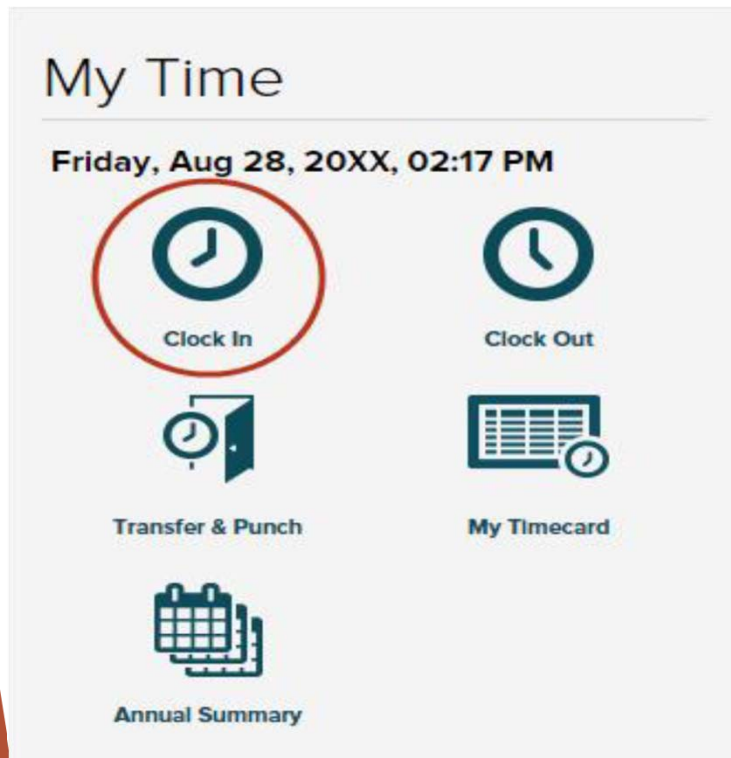 My Time
Friday, Aug 28, 20XX, 02:17 PM
Clock In
Clock Out
Transfer & Punch
My Timecard
Annual Summary